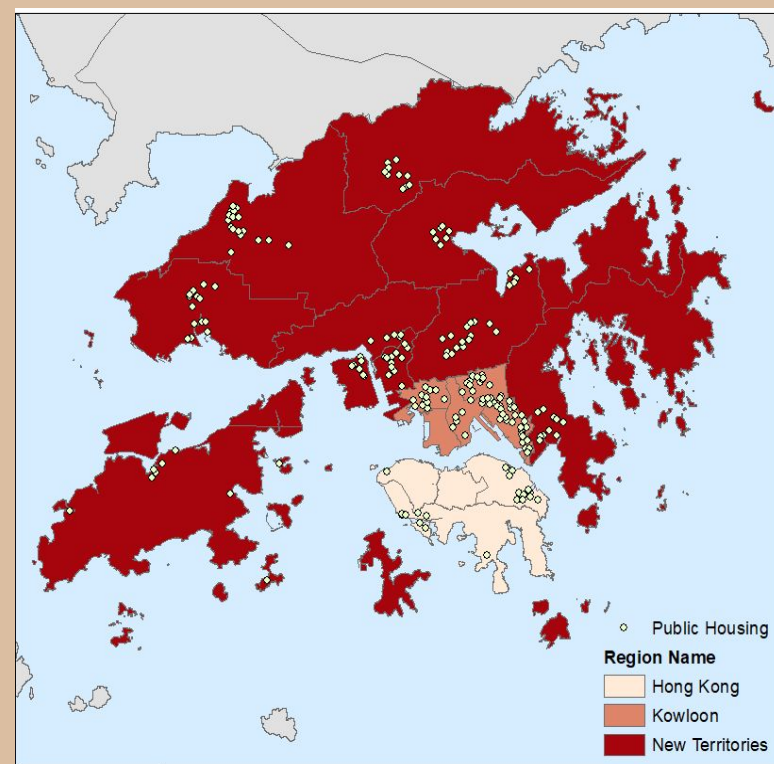 Public Housing
Region Name
Hong Kong
Kowloon
New Territories